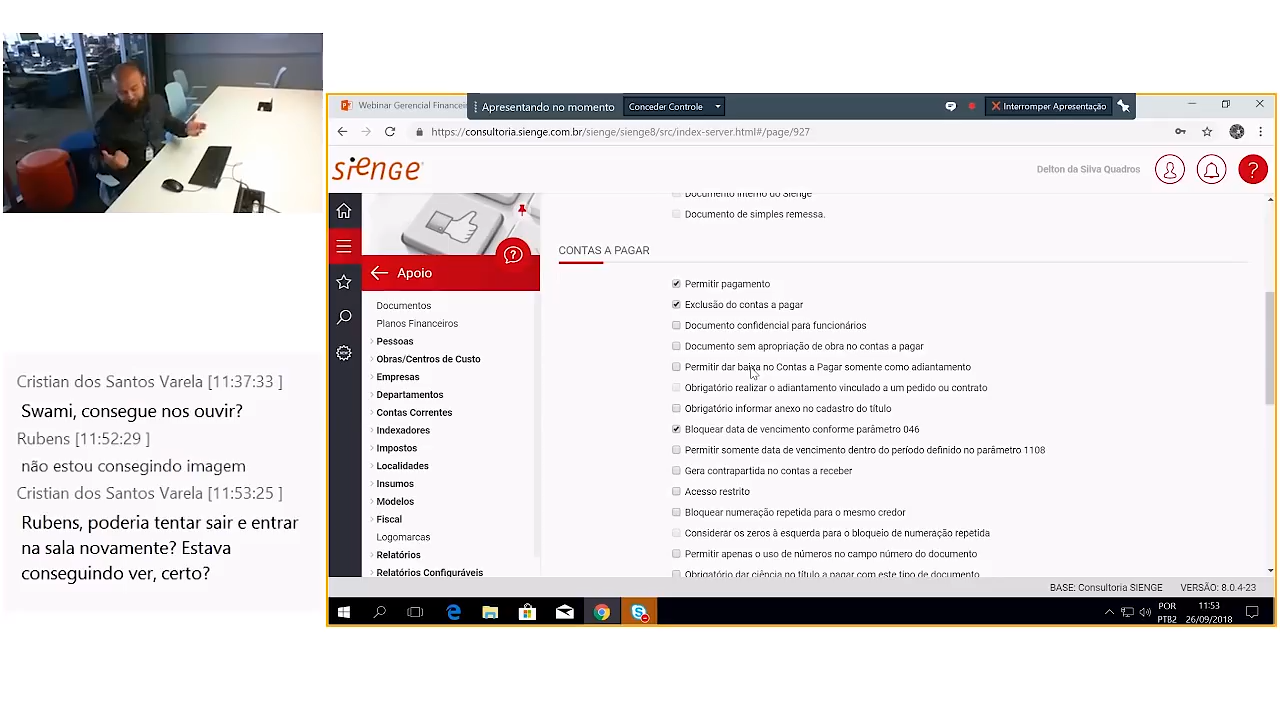 Cristian dos Santos Varela [11:37:33 ]
Swami, consegue nos ouvir?
Rubens [11:52:29 ]
não estou consegindo imagem
Cristian dos Santos Varela [11:53:25 ]
Rubens, poderia tentar sair e entrar
na sala novamente? Estava
conseguindo ver, certo?
Webinar Gerencial Financei
Apresentando no momento
Conceder Controle
Interromper Apresentação
https://consultoria.sienge.com.br/sienge/sienge8/src/index-server.html#/page/927
sienge
Delton da Silva Quadros
Apoio
Documentos
Planos Financeiros
Pessoas
Obras/Centros de Custo
Empresas
Departamentos
Contas Correntes
Indexadores
Impostos
Localidades
Insumos
Modelos
Fiscal
Logomarcas
Relatórios
Relatórios Configuráveis
Documento interno do Sienge
Documento de simples remessa.
CONTAS A PAGAR
Permitir pagamento
Exclusão do contas a pagar
Documento confidencial para funcionários
Documento sem apropriação de obra no contas a pagar
Permitir dar baixa no Contas a Pagar somente como adiantamento
Obrigatório realizar o adiantamento vinculado a um pedido ou contrato
Obrigatório informar anexo no cadastro do título
Bloquear data de vencimento conforme parâmetro 046
Permitir somente data de vencimento dentro do período definido no parâmetro 1108
Gera contrapartida no contas a receber
Acesso restrito
Bloquear numeração repetida para o mesmo credor
Considerar os zeros à esquerda para o bloqueio de numeração repetida
Permitir apenas o uso de números no campo número do documento
Obrigatório dar ciência no título a pagar com este tipo de documento
BASE: Consultoria SIENGE
VERSÃO: 8.0.4-23
POR
PTB2
11:53
26/09/2018